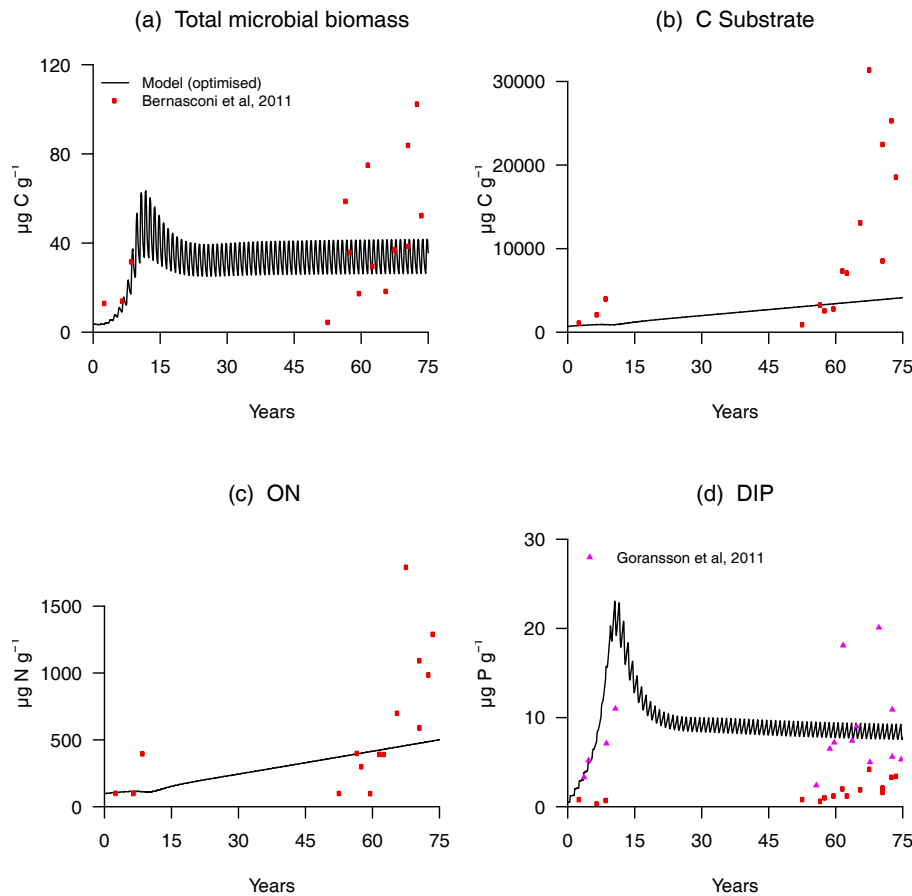 (a) Total microbial biomass
120
80
40
0
µg C g⁻¹
Model (optimised)
Bernasconi et al, 2011
0 15 30 45 60 75
Years
(b) C Substrate
30000
20000
10000
0
µg C g⁻¹
0 15 30 45 60 75
Years
(c) ON
1500
1000
500
0
µg N g⁻¹
0 15 30 45 60 75
Years
(d) DIP
30
20
10
0
µg P g⁻¹
Goransson et al, 2011
0 15 30 45 60 75
Years